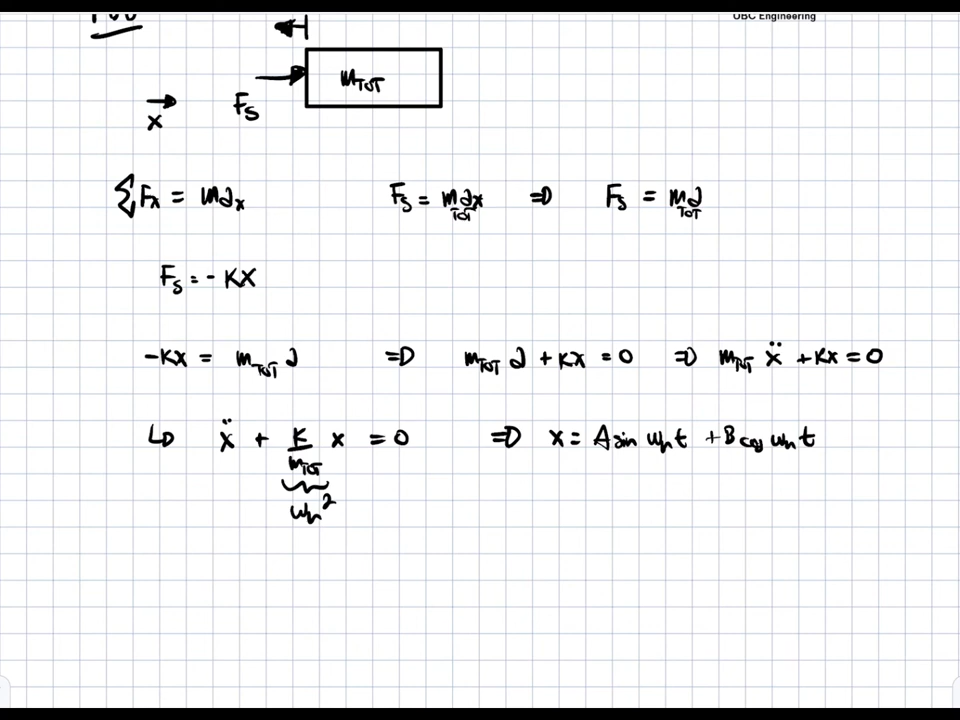 UBC Engineering
m_TOT
F_s
x
ΣF_x = ma_x F_s = m_TOT a_x ⇒ F_s = m_TOT a
F_s = - Kx
-Kx = m_TOT a ⇒ m_TOT a + Kx = 0 ⇒ m_TOT ẍ + Kx = 0
↳ ẍ + K/m_TOT x = 0 ⇒ x = A sin ω_n t + B cos ω_n t
ω_n²